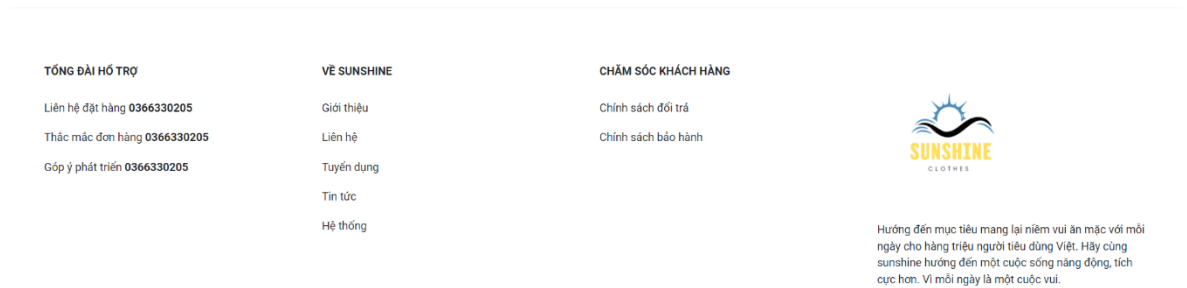 TỔNG ĐÀI HỔ TRỢ
Liên hệ đặt hàng 0366330205
Thắc mắc đơn hàng 0366330205
Góp ý phát triển 0366330205
VỀ SUNSHINE
Giới thiệu
Liên hệ
Tuyển dụng
Tin tức
Hệ thống
CHĂM SÓC KHÁCH HÀNG
Chính sách đổi trả
Chính sách bảo hành
SUNSHINE
CLOTHES
Hướng đến mục tiêu mang lại niềm vui ăn mặc với mỗi
ngày cho hàng triệu người tiêu dùng Việt. Hãy cùng
sunshine hướng đến một cuộc sống năng động, tích
cực hơn. Vì mỗi ngày là một cuộc vui.